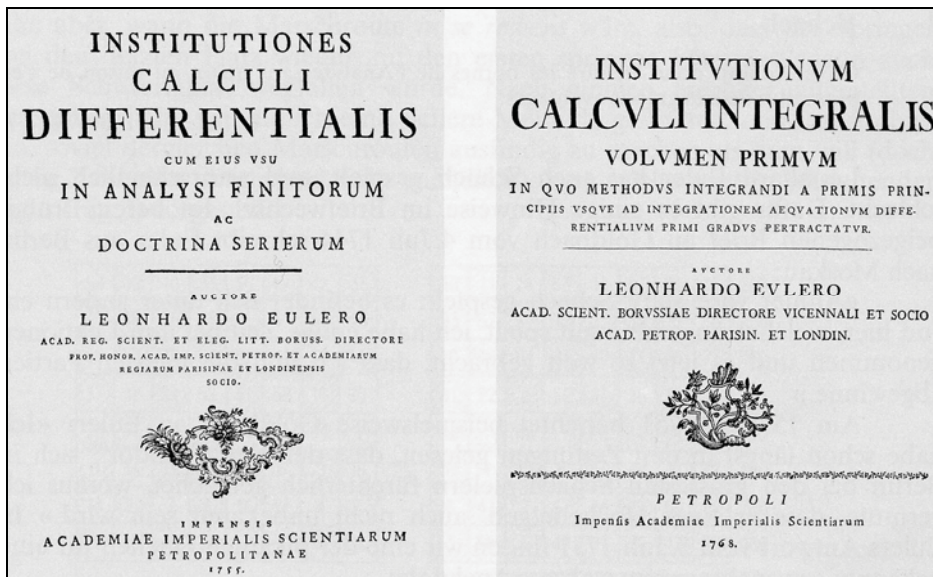 INSTITUTIONES
CALCULI
DIFFERENTIALIS
CUM EIUS VSU
IN ANALYSI FINITORUM
AC
DOCTRINA SERIERUM
AUCTORE
LEONHARDO EULERO
ACAD. REG. SCIENT. ET ELEG. LITT. BORUSS. DIRECTORE
PROF. HONOR. ACAD. IMP. SCIENT. PETROP. ET ACADEMIARUM
REGIARUM PARISINAE ET LONDINENSIS
SOCIO.
IMPENSIS
ACADEMIAE IMPERIALIS SCIENTIARUM
PETROPOLITANAE
1755.
INSTITVTIONVM
CALCVLI INTEGRALIS
VOLVMEN PRIMVM
IN QVO METHODVS INTEGRANDI A PRIMIS PRIN-
CIPIIS VSQVE AD INTEGRATIONEM AEQVATIONVM DIFFE-
RENTIALIVM PRIMI GRADVS PERTRACTATVR.
AVCTORE
LEONHARDO EVLERO
ACAD. SCIENT. BORVSSIAE DIRECTORE VICENNALI ET SOCIO
ACAD. PETROP. PARISIN. ET LONDIN.
PETROPOLI
Impenſis Academiae Imperialis Scientiarum
1768.